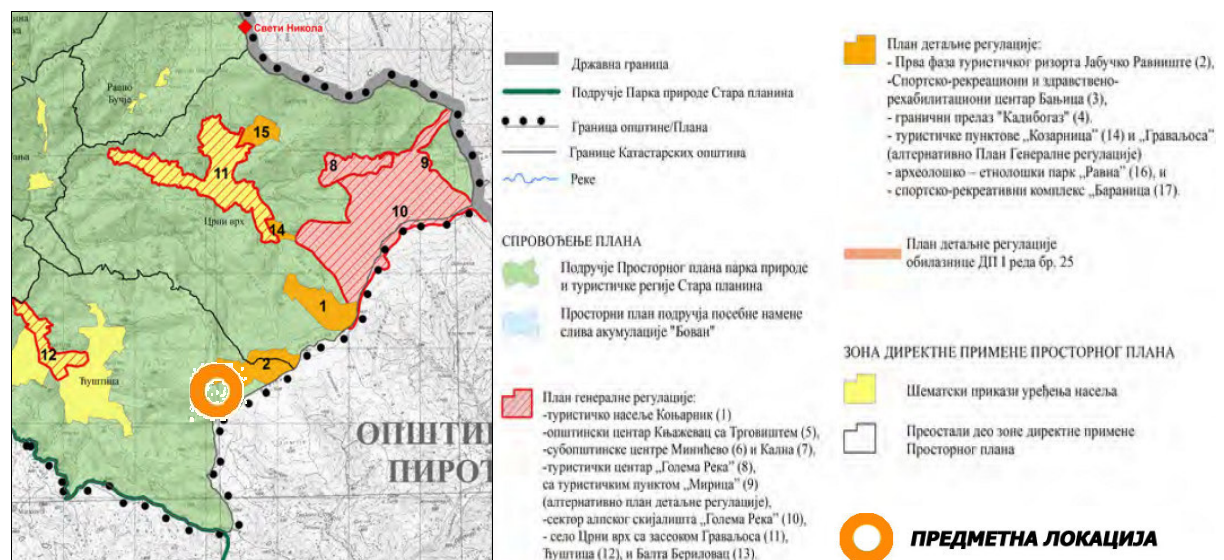 Свети Никола
Рашко
Бучје
15
8
9
11
10
Црни врх
14
1
12
2
Ћуштица
ОПШТИ
ПИРОТ
Државна граница
Подручје Парка природе Стара планина
Граница општине/Плана
Границе Катастарских општина
Реке
СПРОВОЂЕЊЕ ПЛАНА
Подручје Просторног плана парка природе
и туристичке регије Стара планина
Просторни план подручја посебне намене
слива акумулације "Бован"
План генералне регулације:
-туристичко насеље Коњарник (1)
-општински центар Књажевац са Трговиштем (5),
-субопштинске центре Минићево (6) и Кална (7),
-туристички центар „Голема Река" (8),
са туристичким пунктом „Мирица" (9)
(алтернативно план детаљне регулације),
-сектор алпског скијалишта „Голема Река" (10),
- село Црни врх са засеоком Граваљоса (11),
Ћуштица (12), и Балта Бериловац (13).
План детаљне регулације:
- Прва фаза туристичког ризорта Јабучко Равниште (2),
-Спортско-рекреациони и здравствено-
рехабилитациони центар Бањица (3),
- гранични прелаз "Кадибогаз" (4).
- туристичке пунктове „Козарница" (14) и „Граваљоса"
(алтернативно План Генералне регулације)
- археолошко – етнолошки парк „Равна" (16), и
- спортско-рекреативни комплекс „Бараница (17).
План детаљне регулације
обилазнице ДП I реда бр. 25
ЗОНА ДИРЕКТНЕ ПРИМЕНЕ ПРОСТОРНОГ ПЛАНА
Шематски прикази уређења насеља
Преостали део зоне директне примене
Просторног плана
ПРЕДМЕТНА ЛОКАЦИЈА